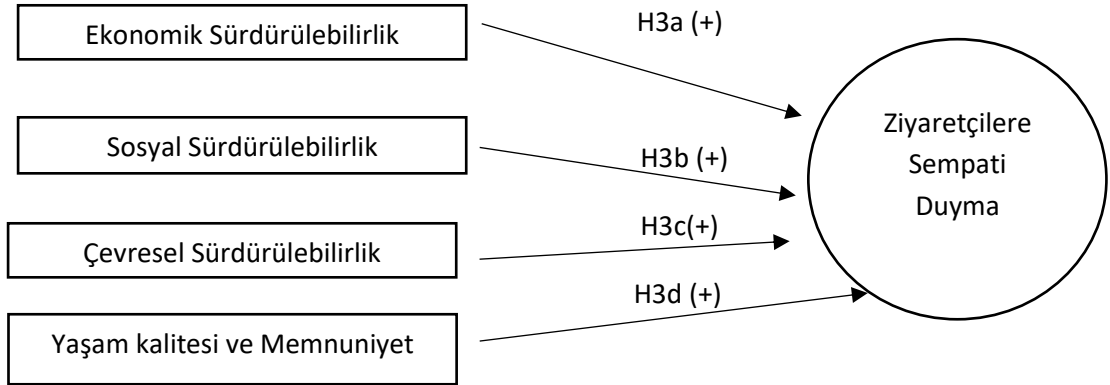 Ekonomik Sürdürülebilirlik
H3a (+)
Sosyal Sürdürülebilirlik
H3b (+)
Çevresel Sürdürülebilirlik
H3c(+)
Yaşam kalitesi ve Memnuniyet
H3d (+)
Ziyaretçilere
Sempati
Duyma